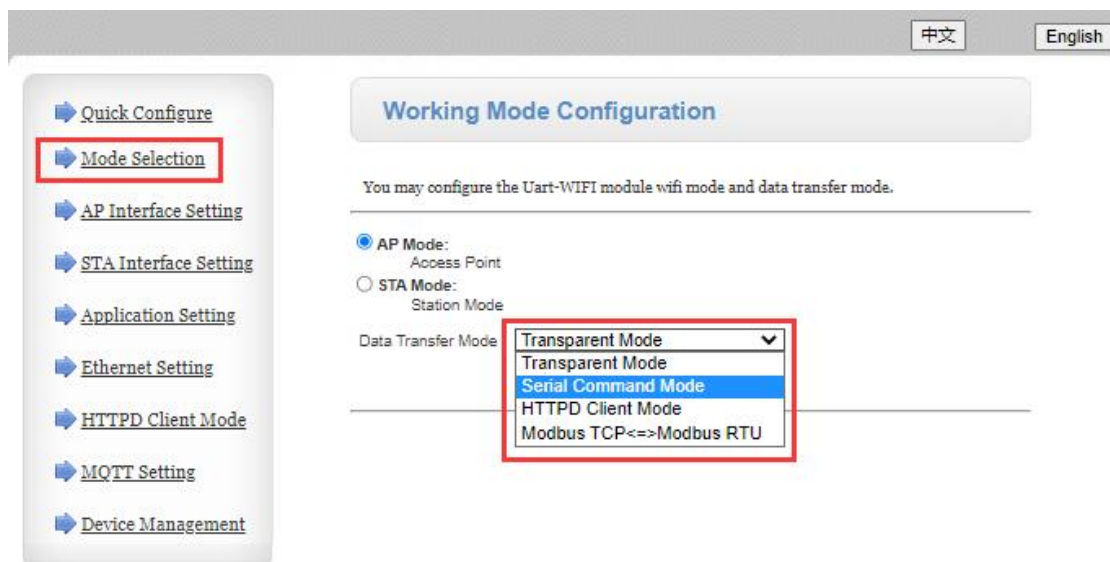 中文
English
Quick Configure
Mode Selection
AP Interface Setting
STA Interface Setting
Application Setting
Ethernet Setting
HTTPD Client Mode
MQTT Setting
Device Management
Working Mode Configuration
You may configure the Uart-WIFI module wifi mode and data transfer mode.
AP Mode:
Access Point
STA Mode:
Station Mode
Data Transfer Mode Transparent Mode
Transparent Mode
Serial Command Mode
HTTPD Client Mode
Modbus TCP<=>Modbus RTU